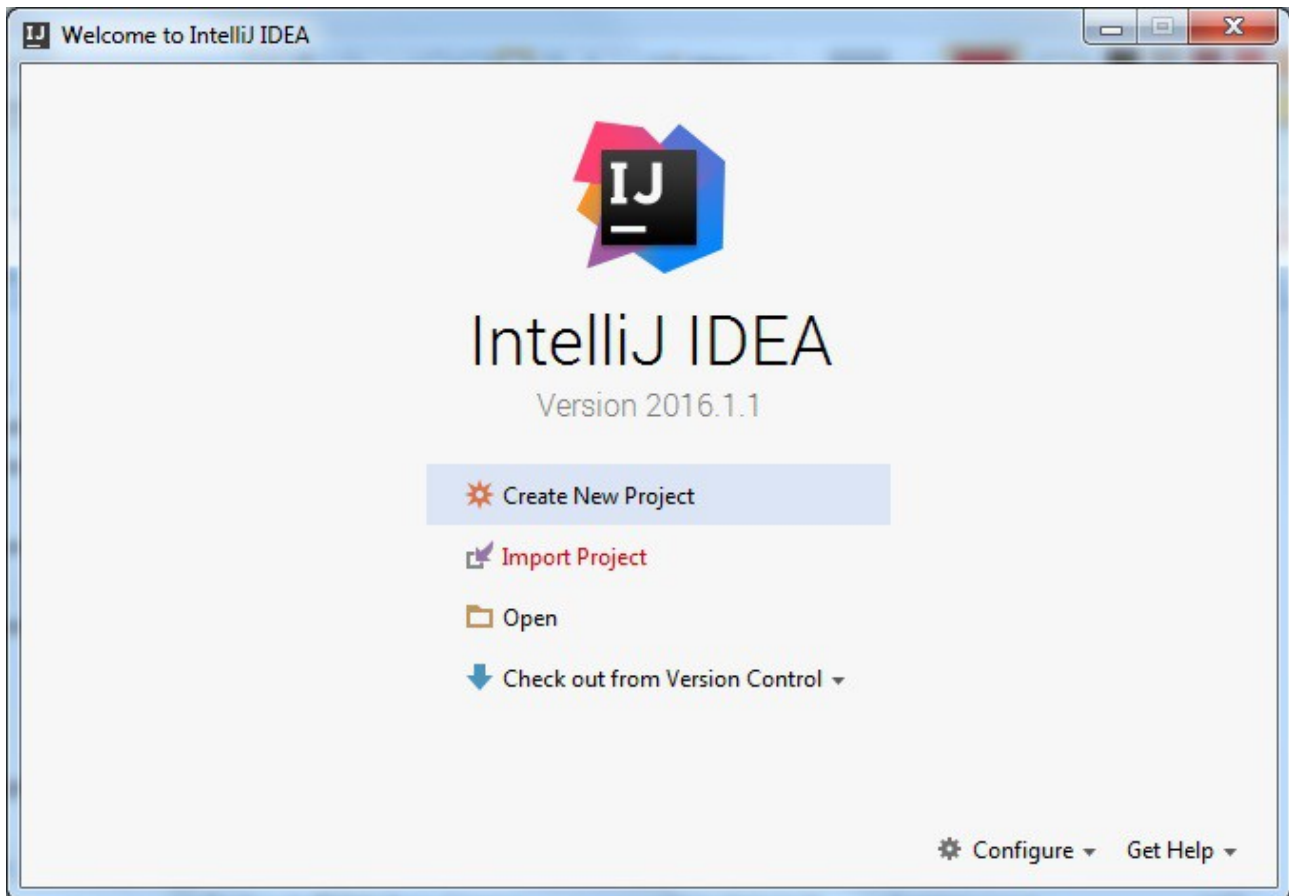 Welcome to IntelliJ IDEA
IJ
IntelliJ IDEA
Version 2016.1.1
Create New Project
Import Project
Open
Check out from Version Control
Configure
Get Help